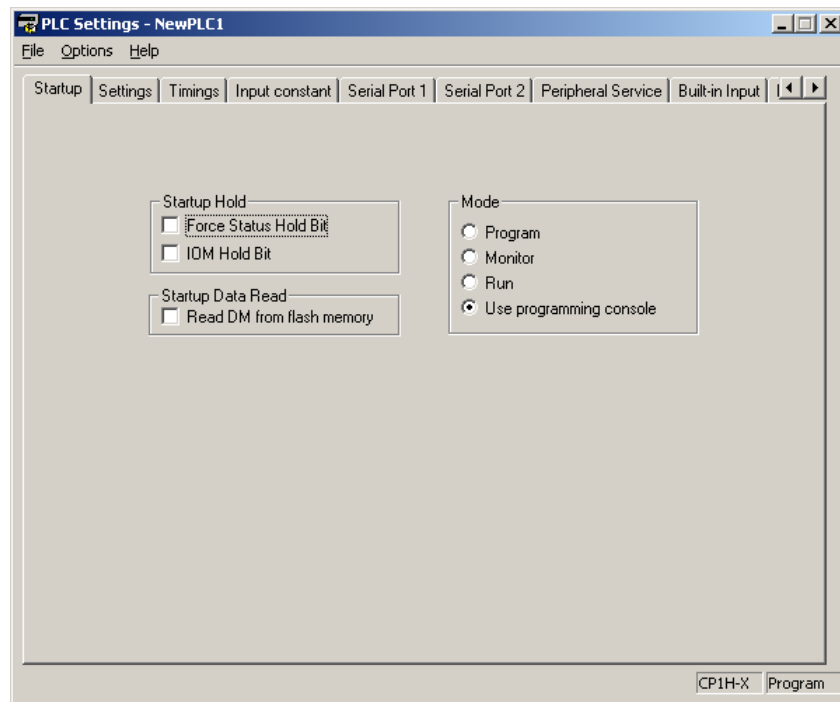 PLC Settings - NewPLC1
File Options Help
Startup Settings Timings Input constant Serial Port 1 Serial Port 2 Peripheral Service Built-in Input
Startup Hold
Force Status Hold Bit
IOM Hold Bit
Startup Data Read
Read DM from flash memory
Mode
Program
Monitor
Run
Use programming console
CP1H-X Program